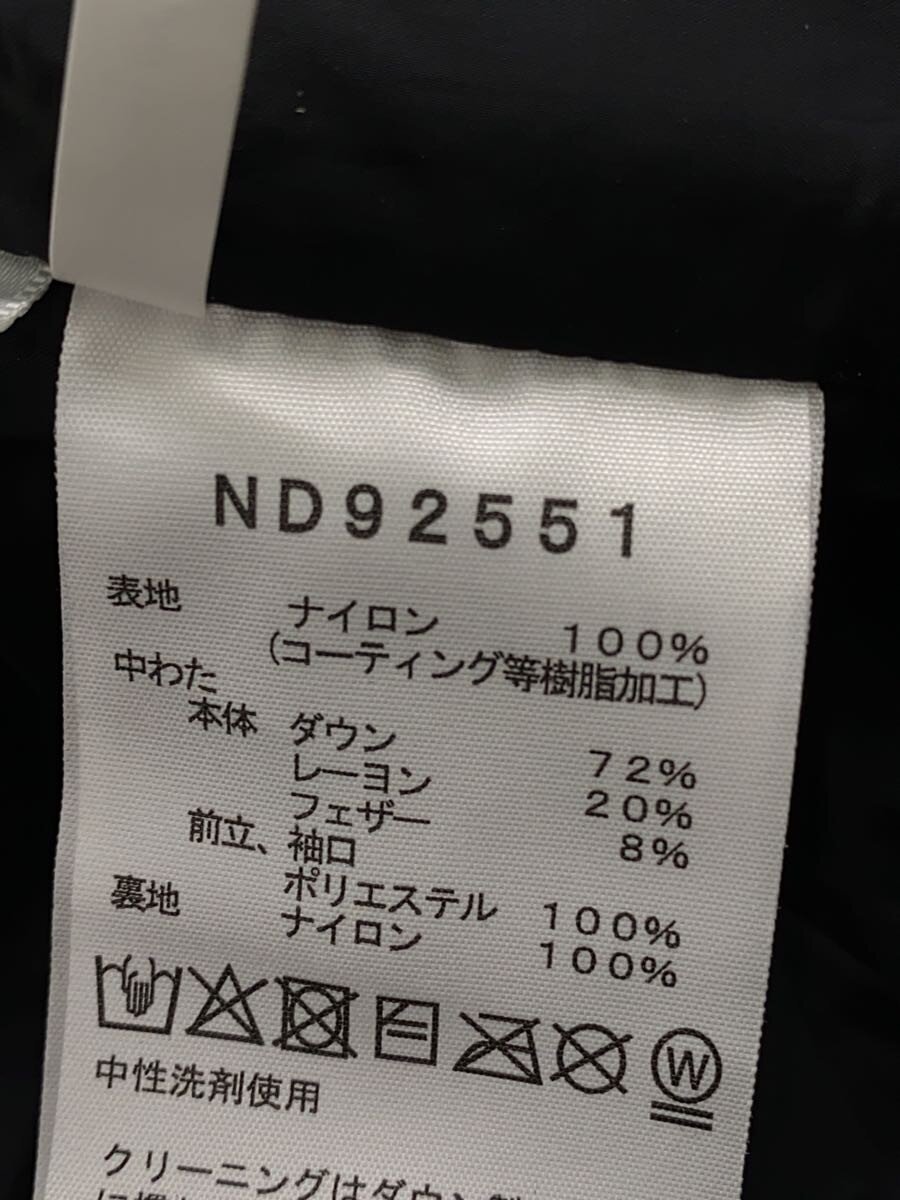 ND92551
表地 ナイロン 100%
(コーティング等樹脂加工)
中わた
本体 ダウン 72%
レーヨン 20%
フェザー 8%
前立、袖口
ポリエステル 100%
裏地 ナイロン 100%
W
中性洗剤使用
クリーニングはダウン製